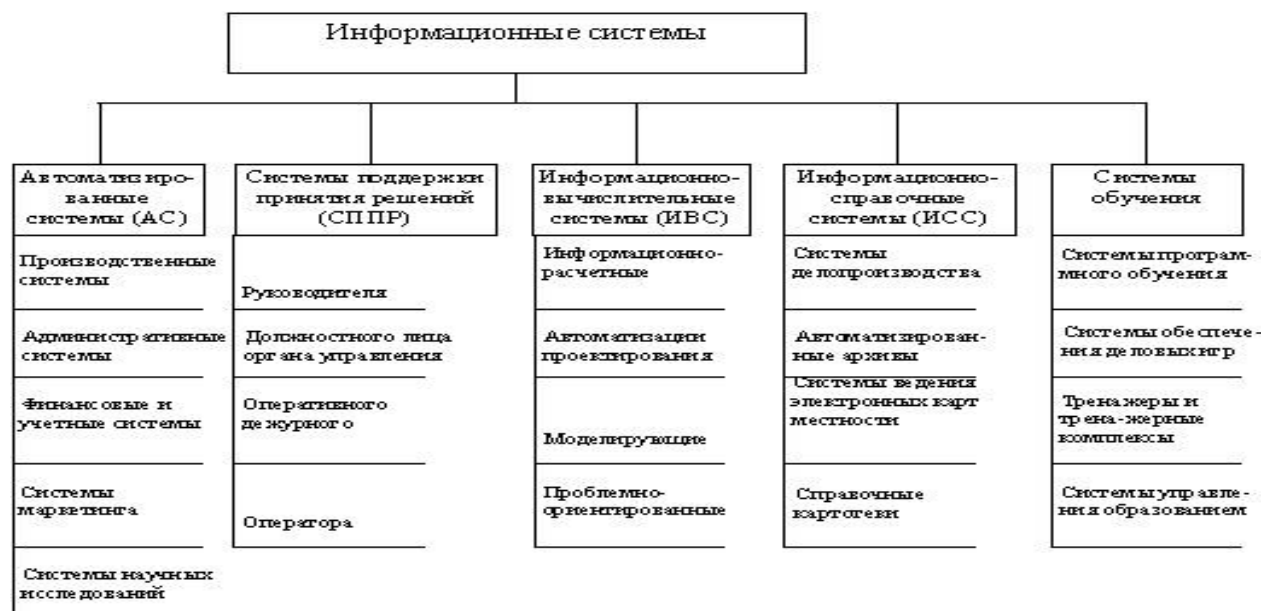 Информационные системы
Автоматизиро-
ванные
системы (АС)
Производственные
системы
Административные
системы
Финансовые и
учетные системы
Системы
маркетинга
Системы научных
исследований
Системы поддержки
принятия решений
(СППР)
Руководителя
Должностного лица
органа управления
Оперативного
дежурного
Оператора
Информационно-
вычислительные
системы (ИВС)
Информационно-
расчетные
Автоматизации
проектирования
Моделирующие
Проблемно-
ориентированные
Информационно-
справочные
системы (ИСС)
Системы
делопроизводства
Автоматизирован-
ные архивы
Системы ведения
электронных карт
местности
Справочные
картотеки
Системы
обучения
Системы програм-
много обучения
Системы обеспече-
ния деловых игр
Тренажеры и
трена-жерные
комплексы
Системы управле-
ния образованием